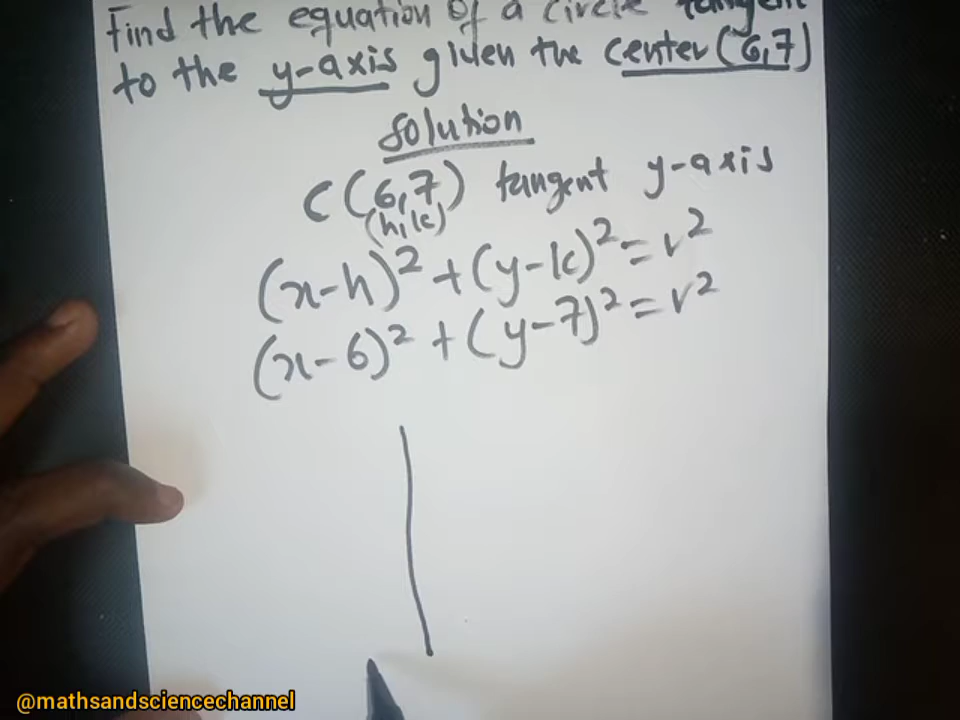 Find the equation of a circle tangent
to the y-axis given the center (6,7)
Solution
C(6,7) tangent y-axis
(h,k)
(x-h)² + (y-k)² = r²
(x-6)² + (y-7)² = r²
@mathsandsciencechannel